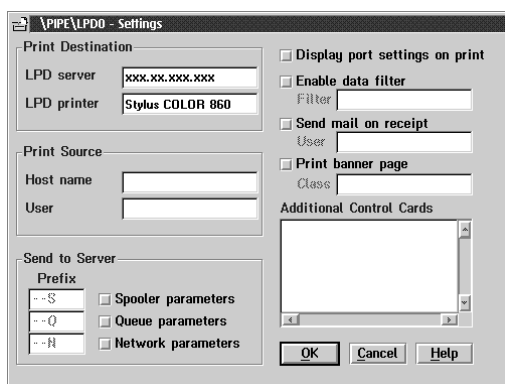 \PIPE\LPD0 - Settings
Print Destination
LPD server xxx.xx.xxx.xxx
LPD printer Stylus COLOR 860
Print Source
Host name
User
Send to Server
Prefix
--S Spooler parameters
--Q Queue parameters
--N Network parameters
Display port settings on print
Enable data filter
Filter
Send mail on receipt
User
Print banner page
Class
Additional Control Cards
OK Cancel Help